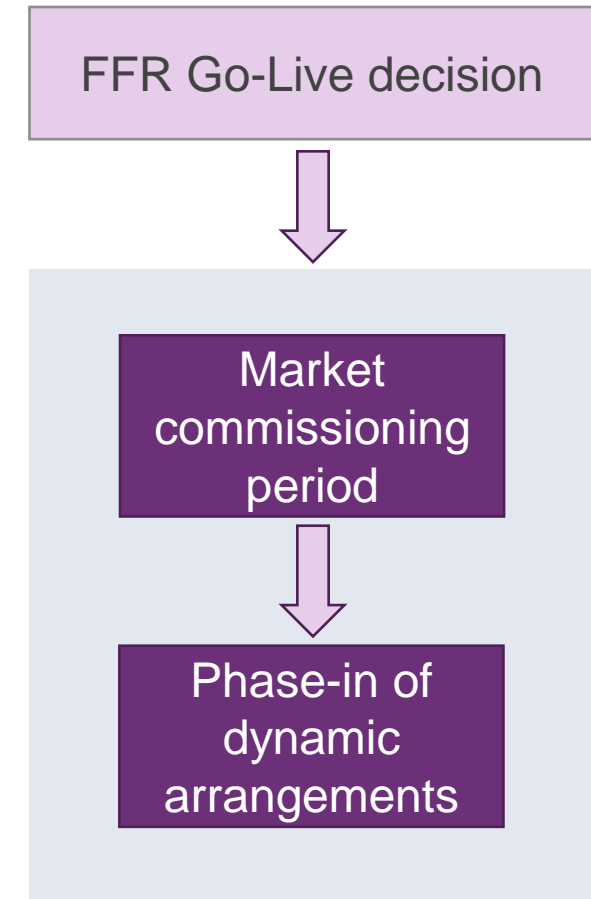 FFR Go-Live decision
Market
commissioning
period
Phase-in of
dynamic
arrangements